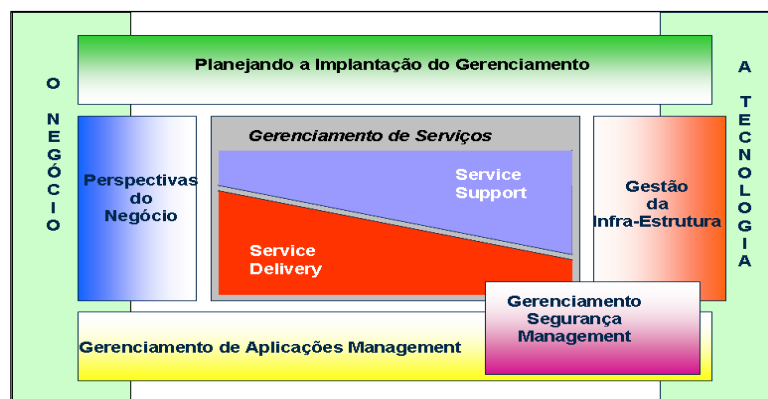 Planejando a Implantação do Gerenciamento
O NEGÓCIO
A TECNOLOGIA
Gerenciamento de Serviços
Perspectivas
do
Negócio
Service
Support
Gestão
da
Infra-Estrutura
Service
Delivery
Gerenciamento
Segurança
Management
Gerenciamento de Aplicações Management